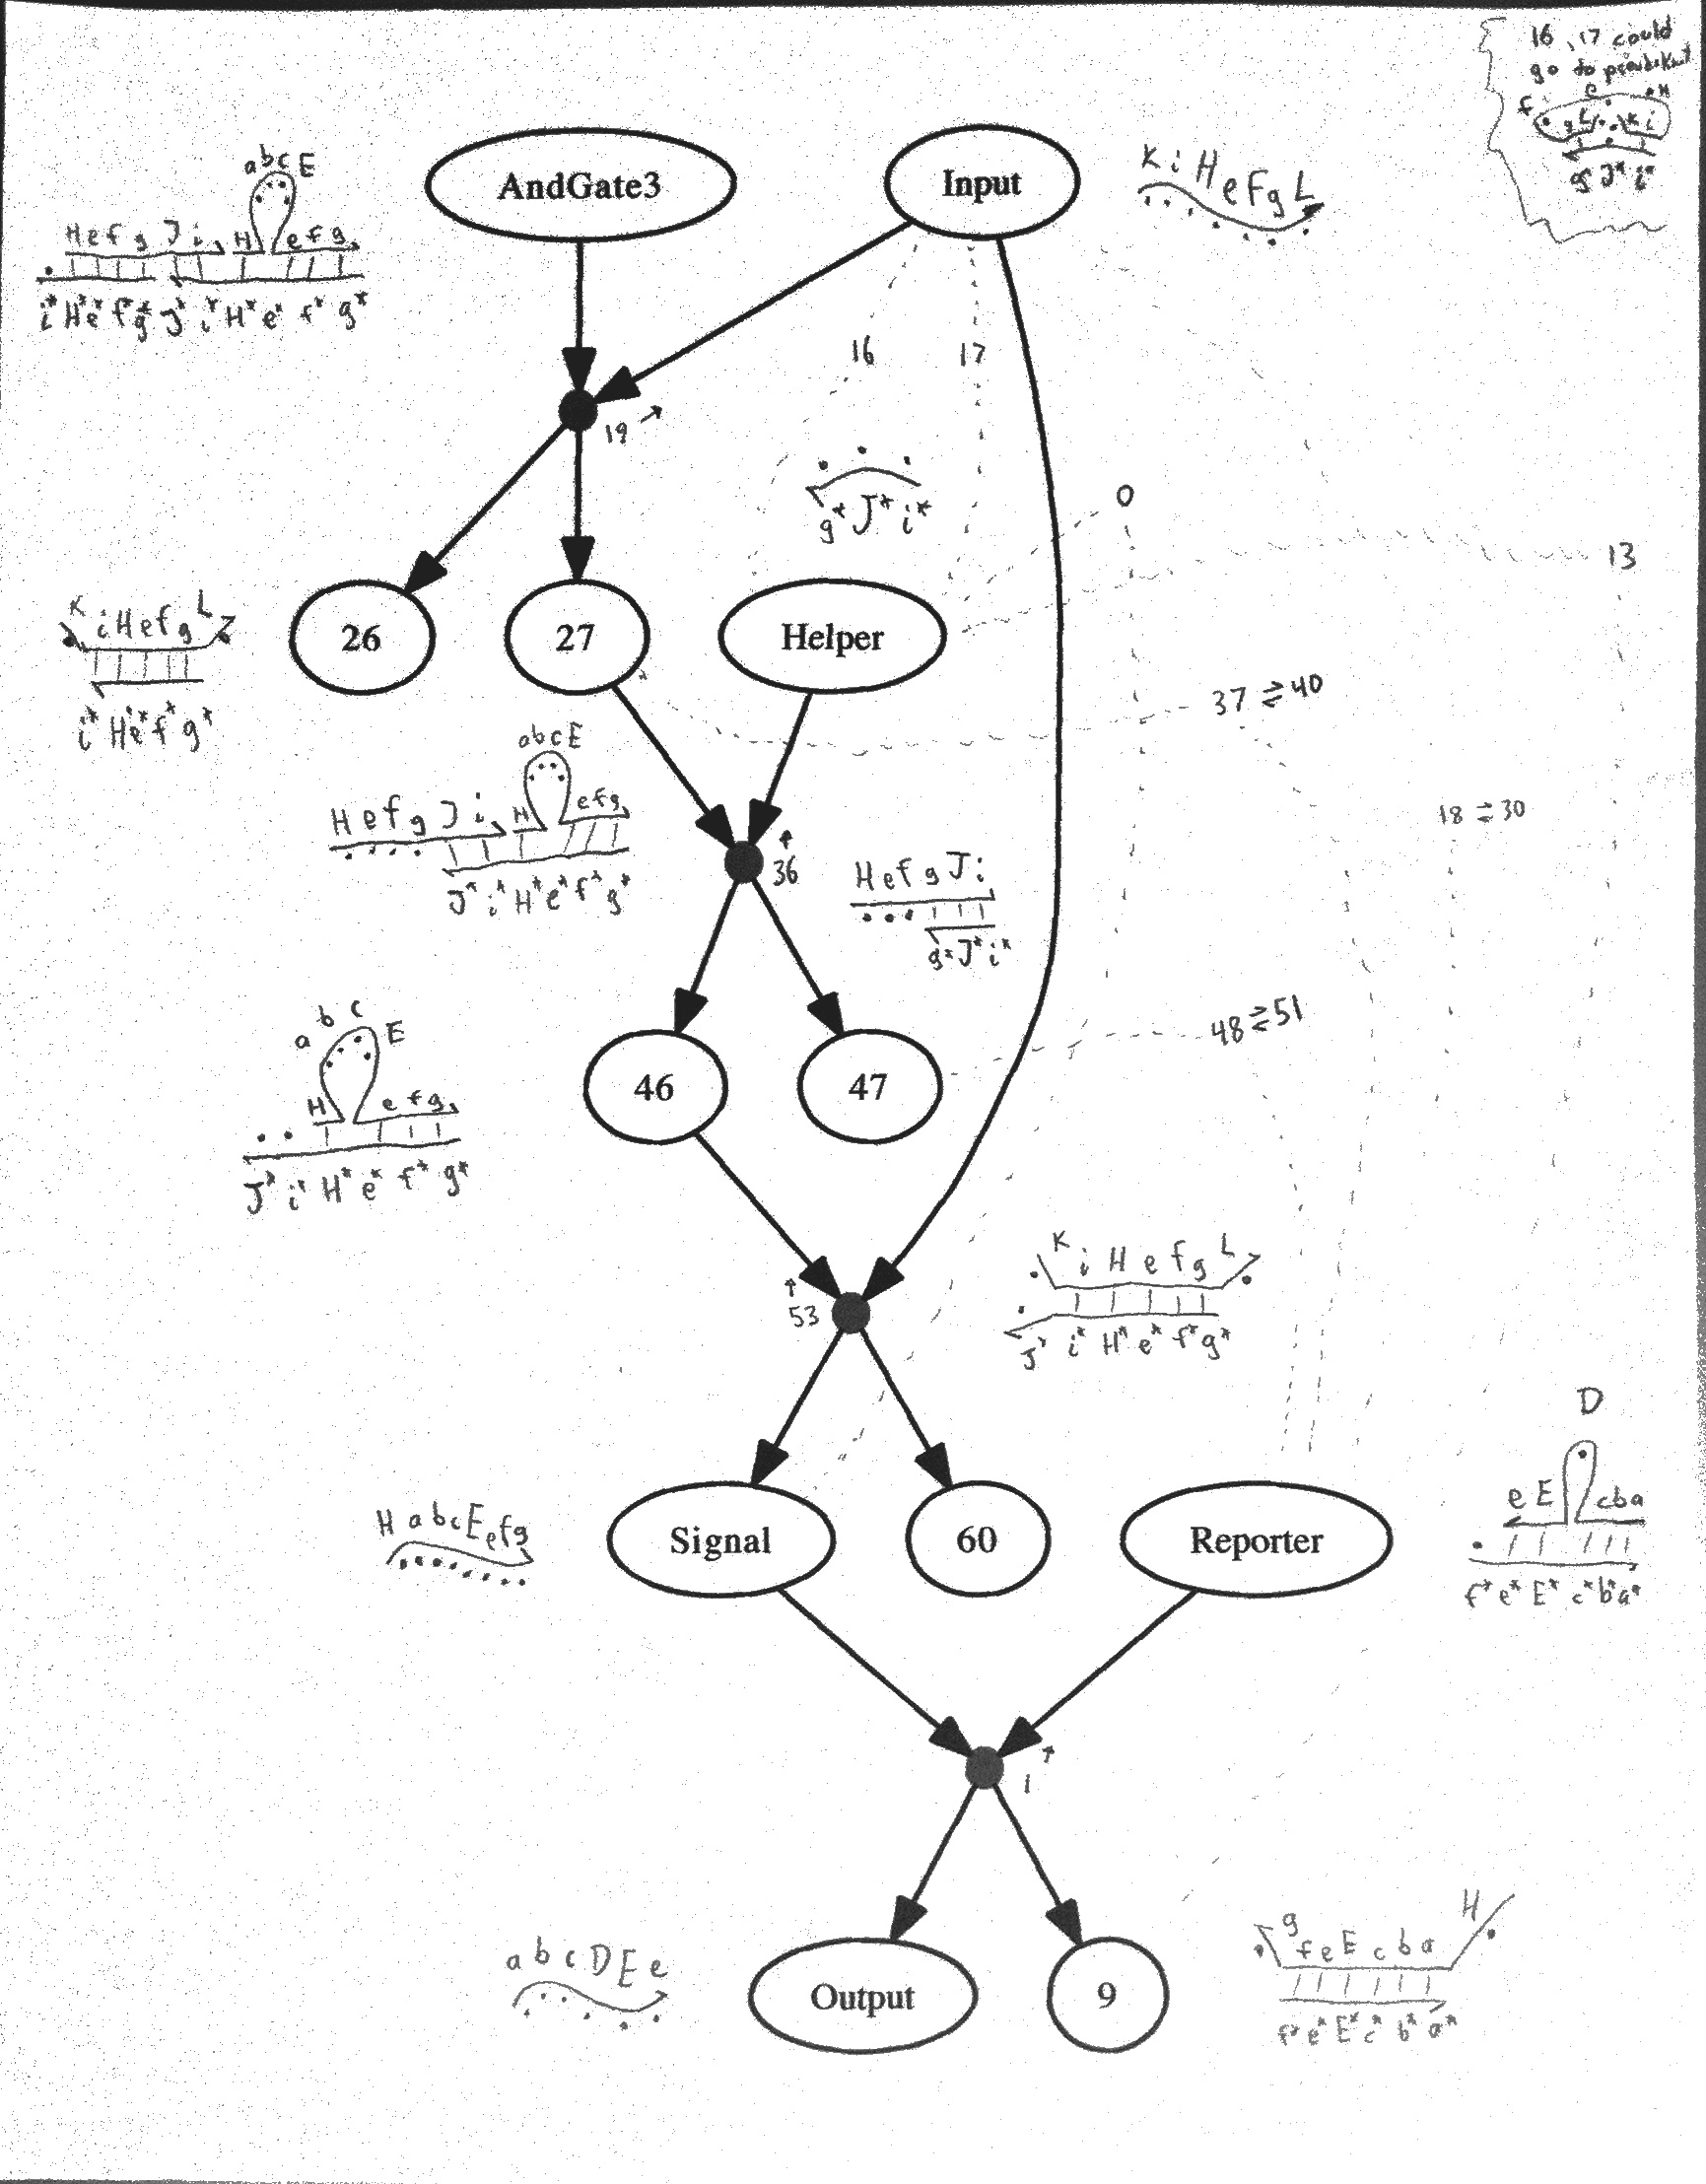 16, 17 could
go to pseudoknot
f e H
g L K i
g* J* i*
AndGate3
Input
K i H e F g L
a b c E
H e f g J i H e f g
i* H* e* f* g* J* i* H* e* f* g*
16
17
19
g* J* i*
0
13
26
27
Helper
K i H e f g L
i* H* e* f* g*
37 ⇌ 40
a b c E
H e f g J i H e f g
J* i* H* e* f* g*
36
18 ⇌ 30
H e f g J i
g* J* i*
46
47
48 ⇌ 51
a b c E
H e f g
J* i* H* e* f* g*
53
K i H e f g L
J* i* H* e* f* g*
Signal
60
Reporter
H a b c E e f g
D
e E c b a
f* e* E* c* b* a*
1
Output
9
a b c D E e
g f e E c b a H
f* e* E* c* b* a*